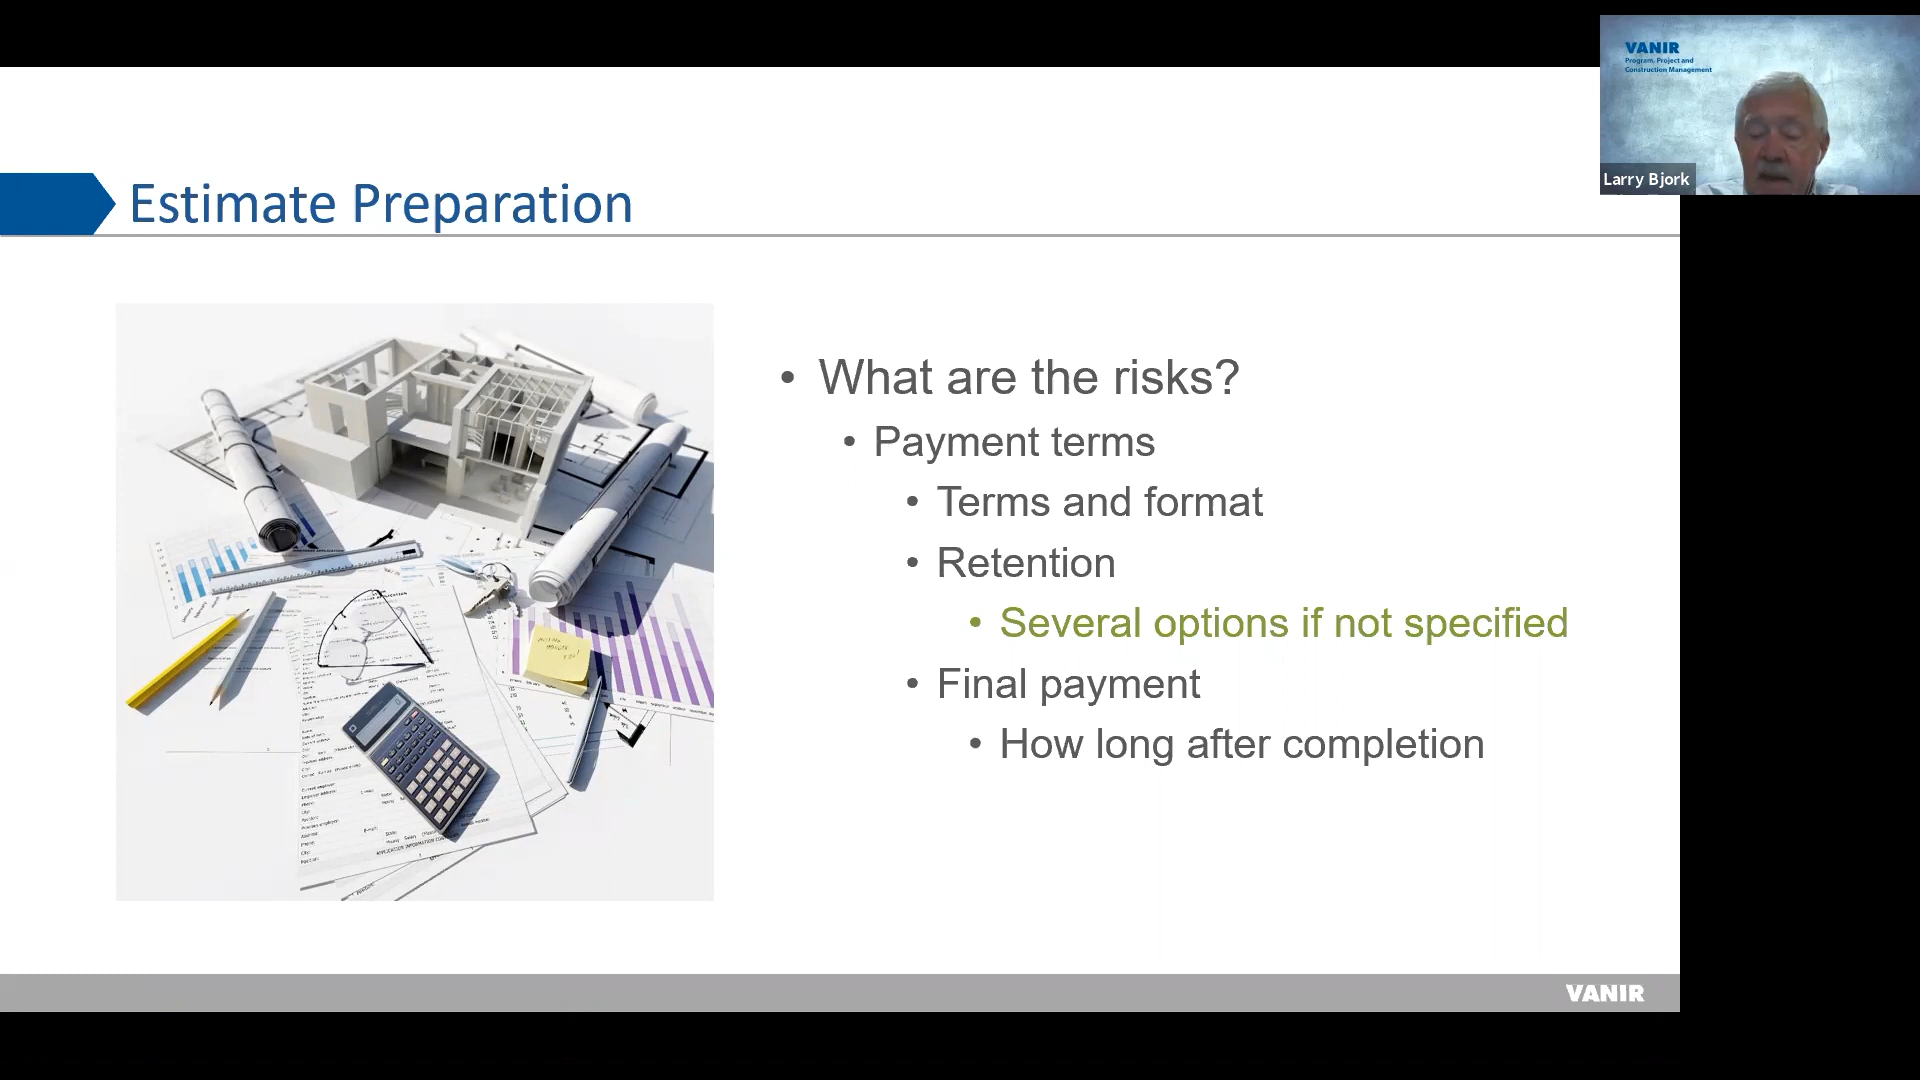 VANIR
Program, Project and
Construction Management
Larry Bjork
Estimate Preparation
• What are the risks?
• Payment terms
• Terms and format
• Retention
• Several options if not specified
• Final payment
• How long after completion
VANIR